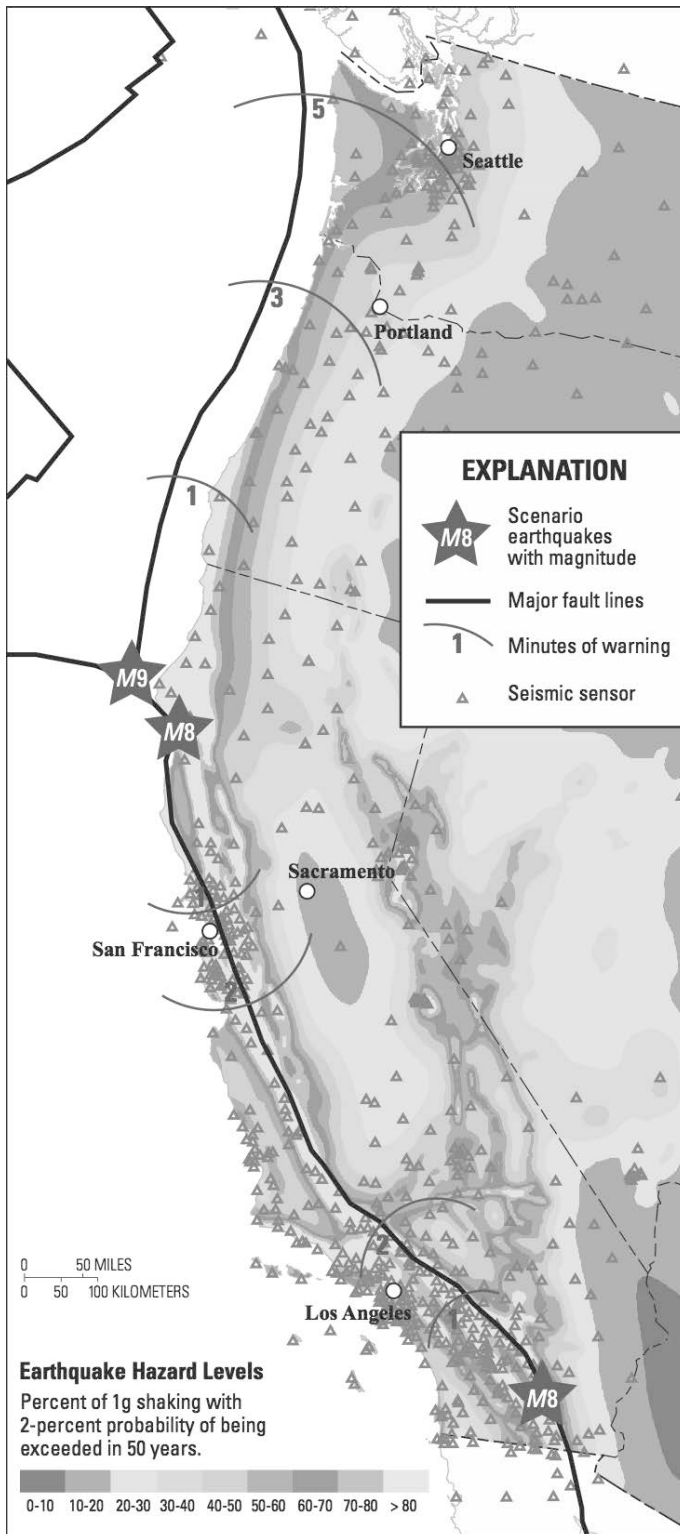 5
Seattle
3
Portland
1
EXPLANATION
M8
Scenario
earthquakes
with magnitude
Major fault lines
1
Minutes of warning
Seismic sensor
M9
M8
Sacramento
1
San Francisco
2
2
0 50 MILES
0 50 100 KILOMETERS
Los Angeles
1
M8
Earthquake Hazard Levels
Percent of 1g shaking with
2-percent probability of being
exceeded in 50 years.
0-10 10-20 20-30 30-40 40-50 50-60 60-70 70-80 > 80